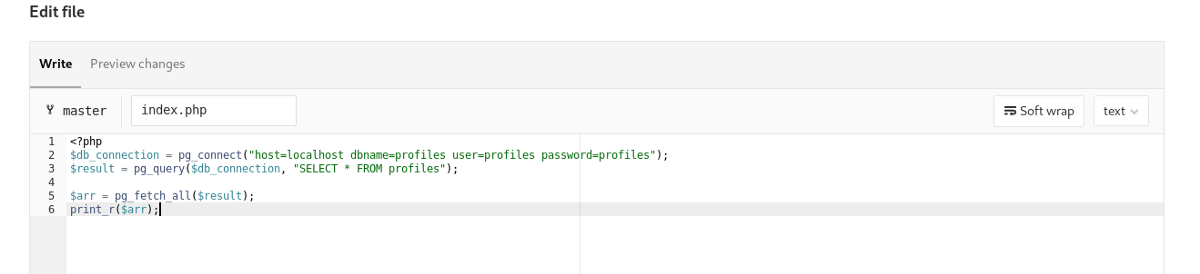 Edit file
Write Preview changes
master index.php Soft wrap text
1 <?php
2 $db_connection = pg_connect("host=localhost dbname=profiles user=profiles password=profiles");
3 $result = pg_query($db_connection, "SELECT * FROM profiles");
4
5 $arr = pg_fetch_all($result);
6 print_r($arr);